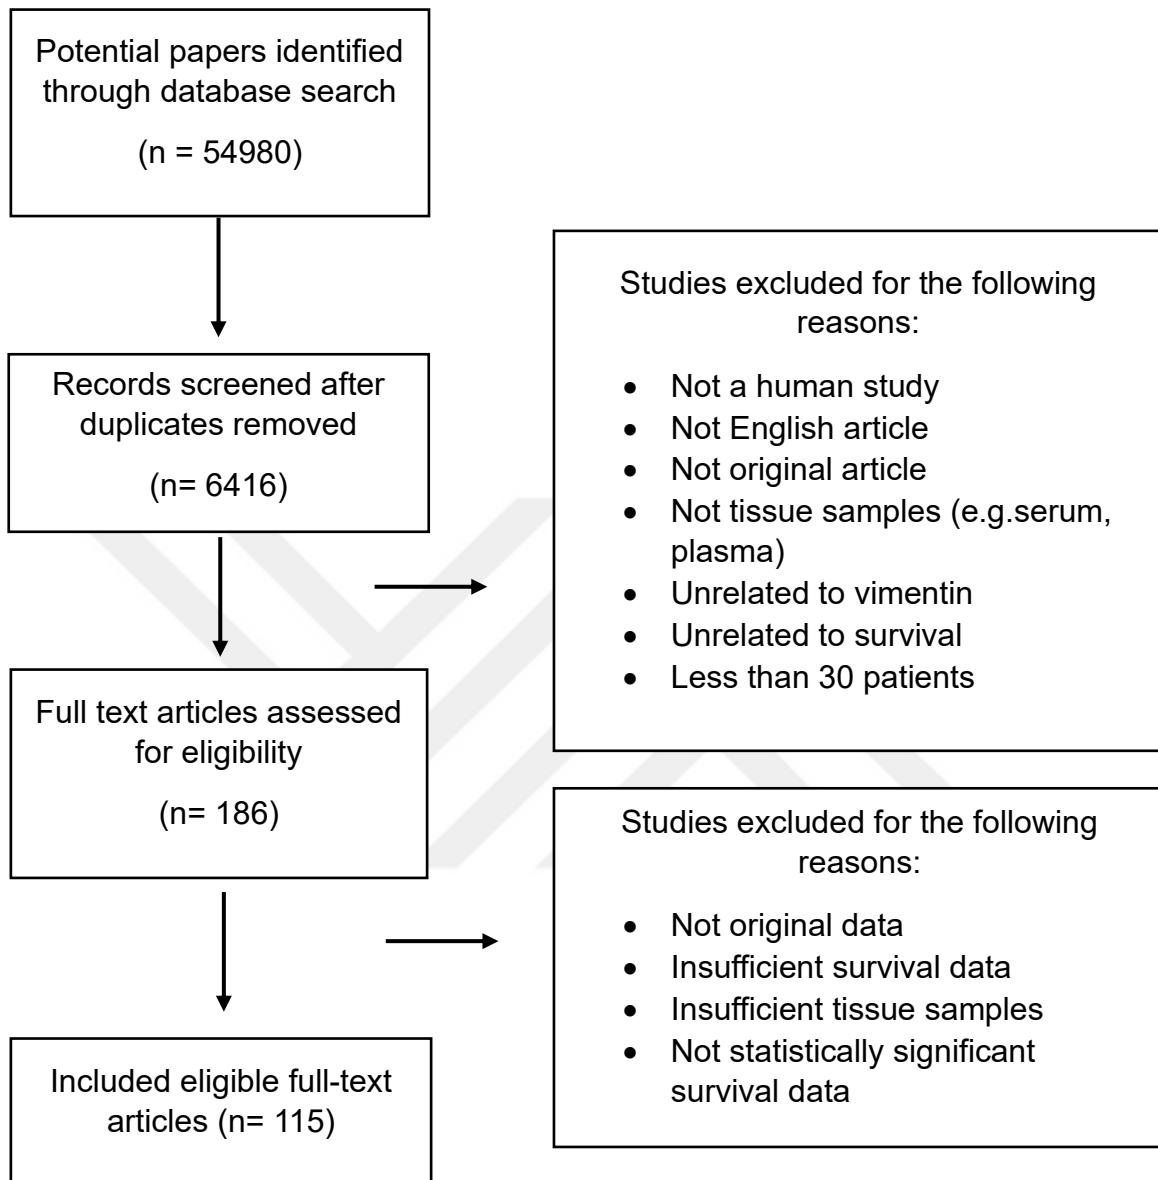 Potential papers identified
through database search
(n = 54980)
Records screened after
duplicates removed
(n= 6416)
Studies excluded for the following
reasons:
• Not a human study
• Not English article
• Not original article
• Not tissue samples (e.g.serum,
plasma)
• Unrelated to vimentin
• Unrelated to survival
• Less than 30 patients
Full text articles assessed
for eligibility
(n= 186)
Studies excluded for the following
reasons:
• Not original data
• Insufficient survival data
• Insufficient tissue samples
• Not statistically significant
survival data
Included eligible full-text
articles (n= 115)